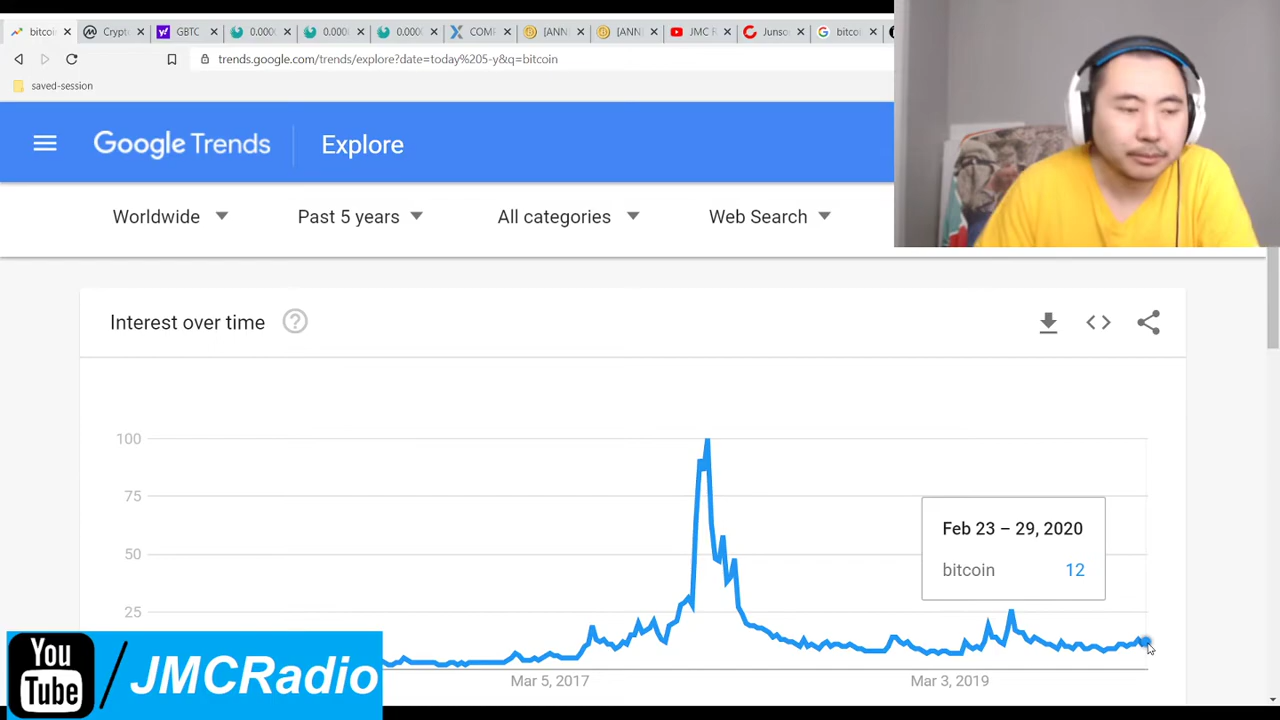 bitcoi
Crypt
GBTC
0.000
0.000
0.000
COMF
[ANN
[ANN
JMC R
Junso
bitcoi
trends.google.com/trends/explore?date=today%205-y&q=bitcoin
saved-session
Google Trends
Explore
Worldwide
Past 5 years
All categories
Web Search
Interest over time
100
75
50
25
Feb 23 – 29, 2020
bitcoin 12
Mar 5, 2017
Mar 3, 2019
You
Tube
/JMCRadio